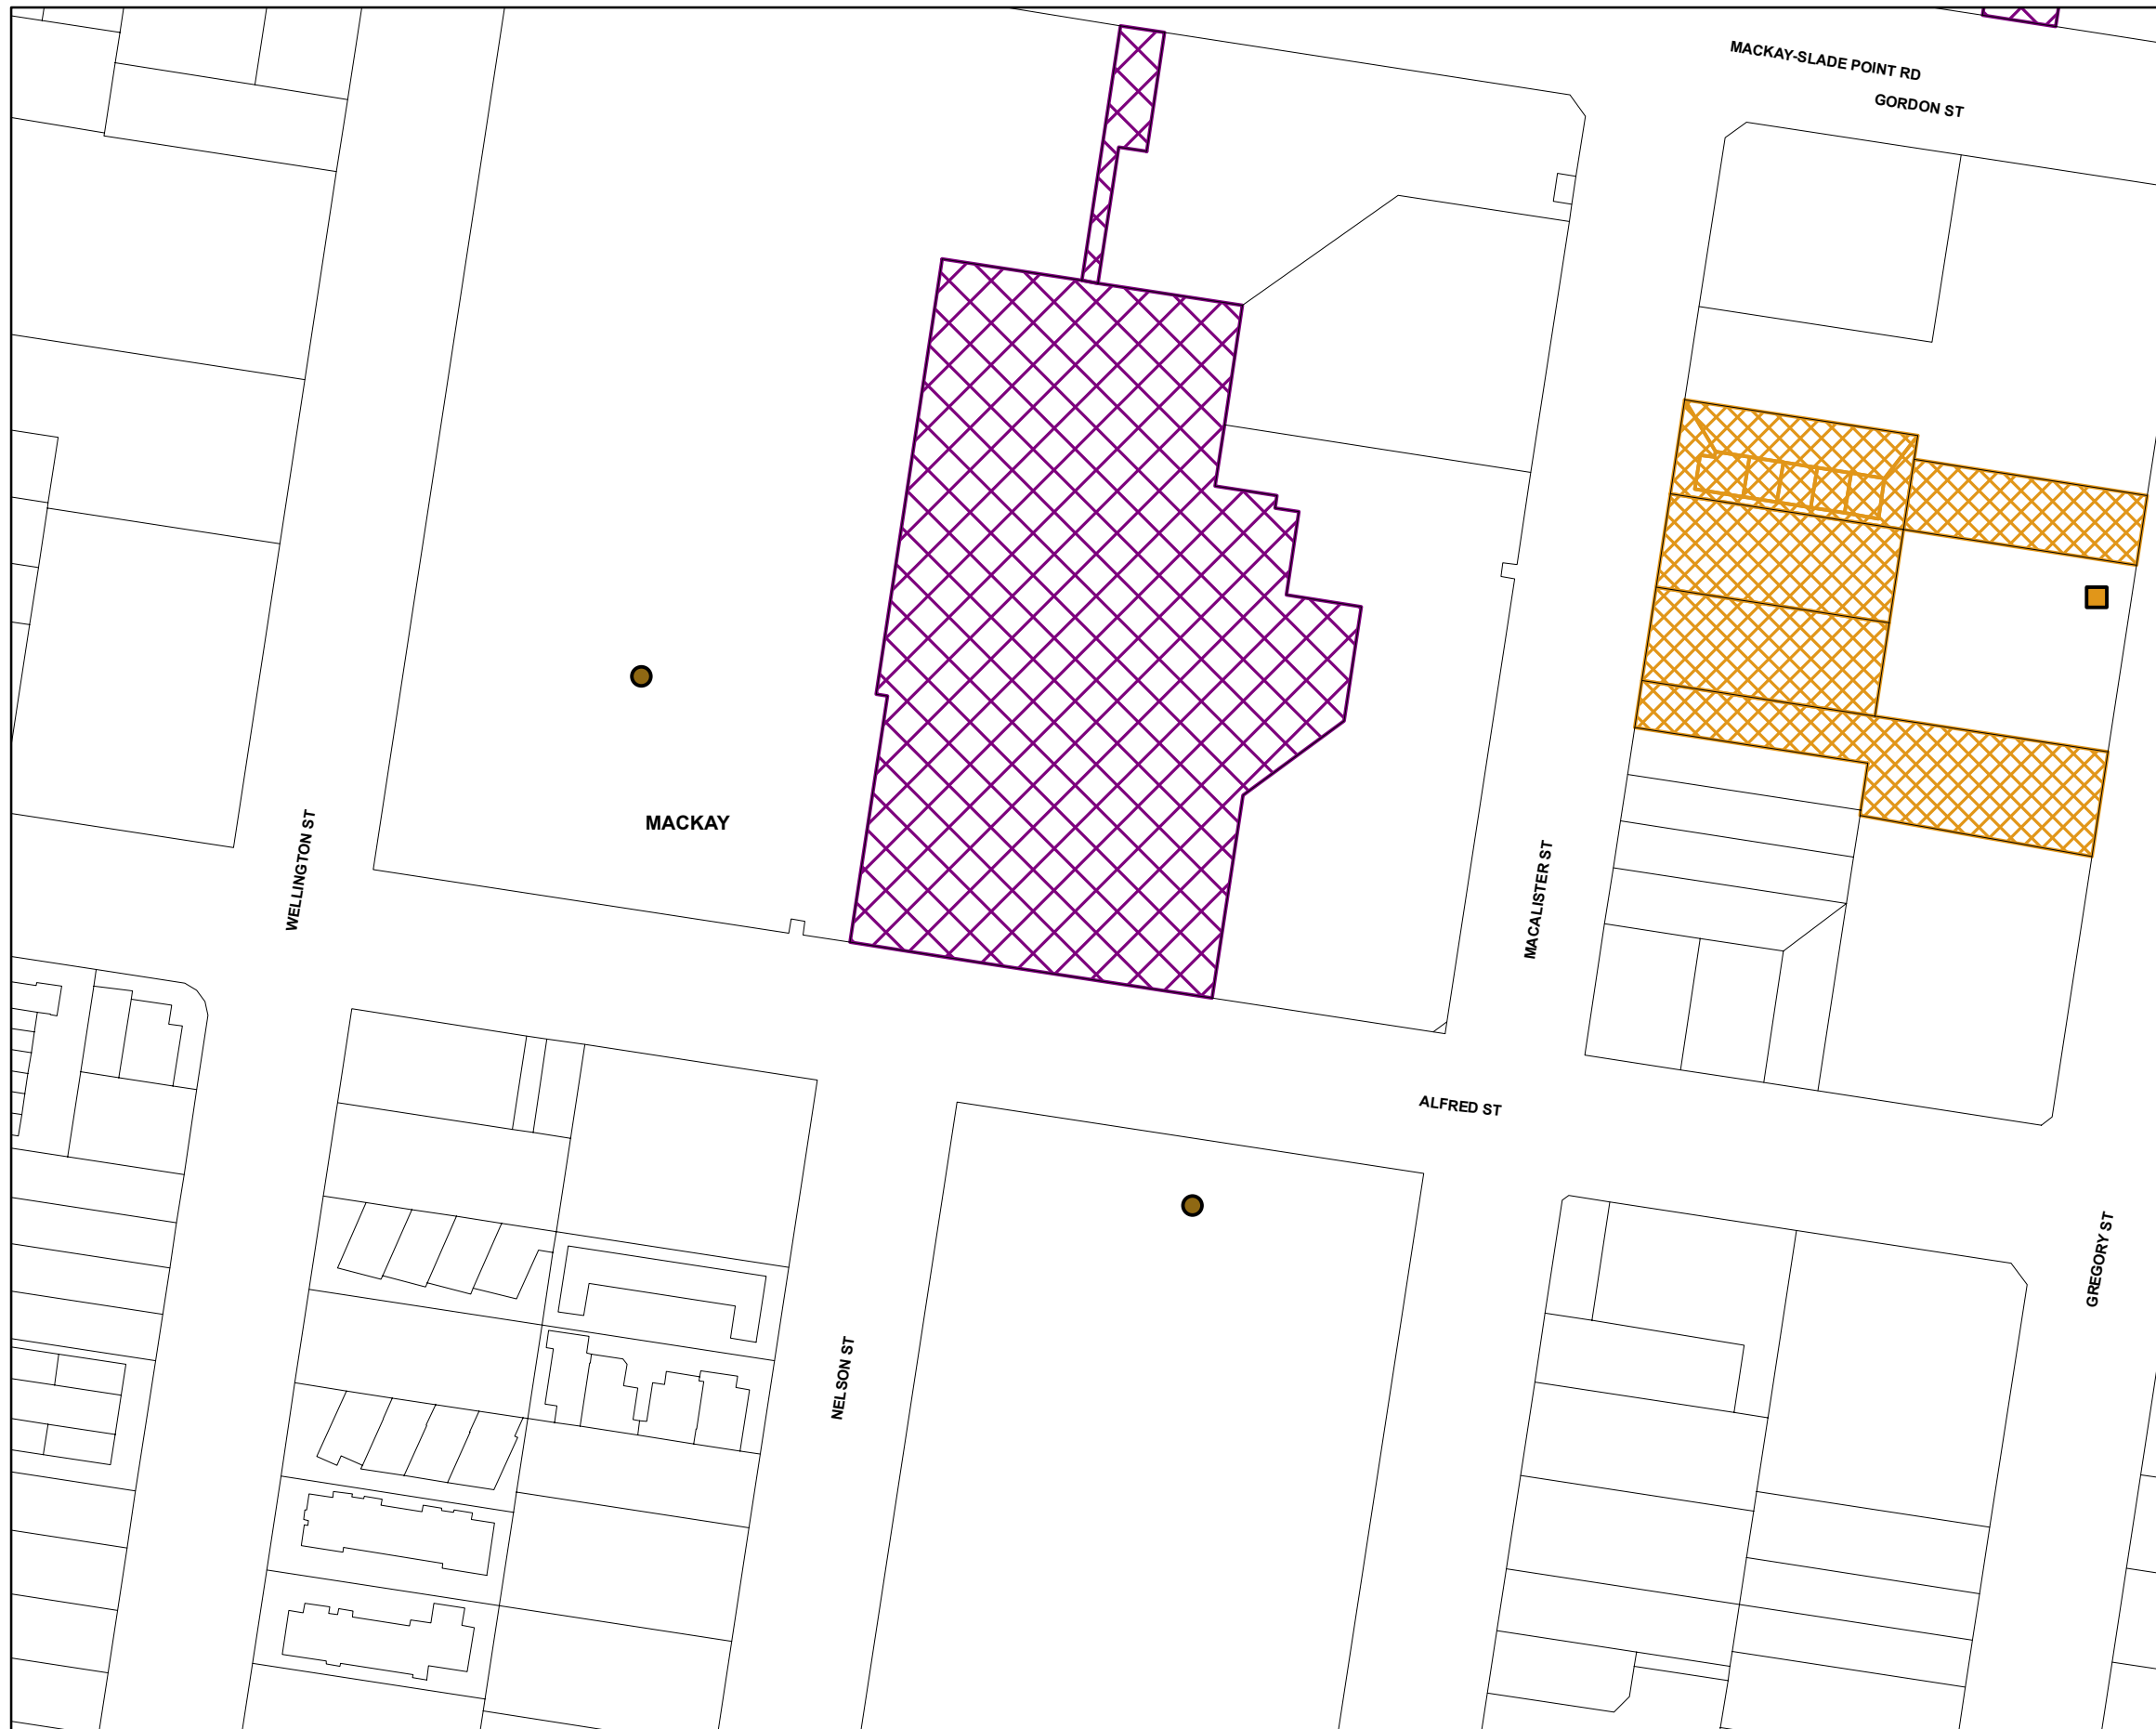 MACKAY-SLADE POINT RD
GORDON ST
MACKAY
WELLINGTON ST
MACALISTER ST
ALFRED ST
GREGORY ST
NELSON ST